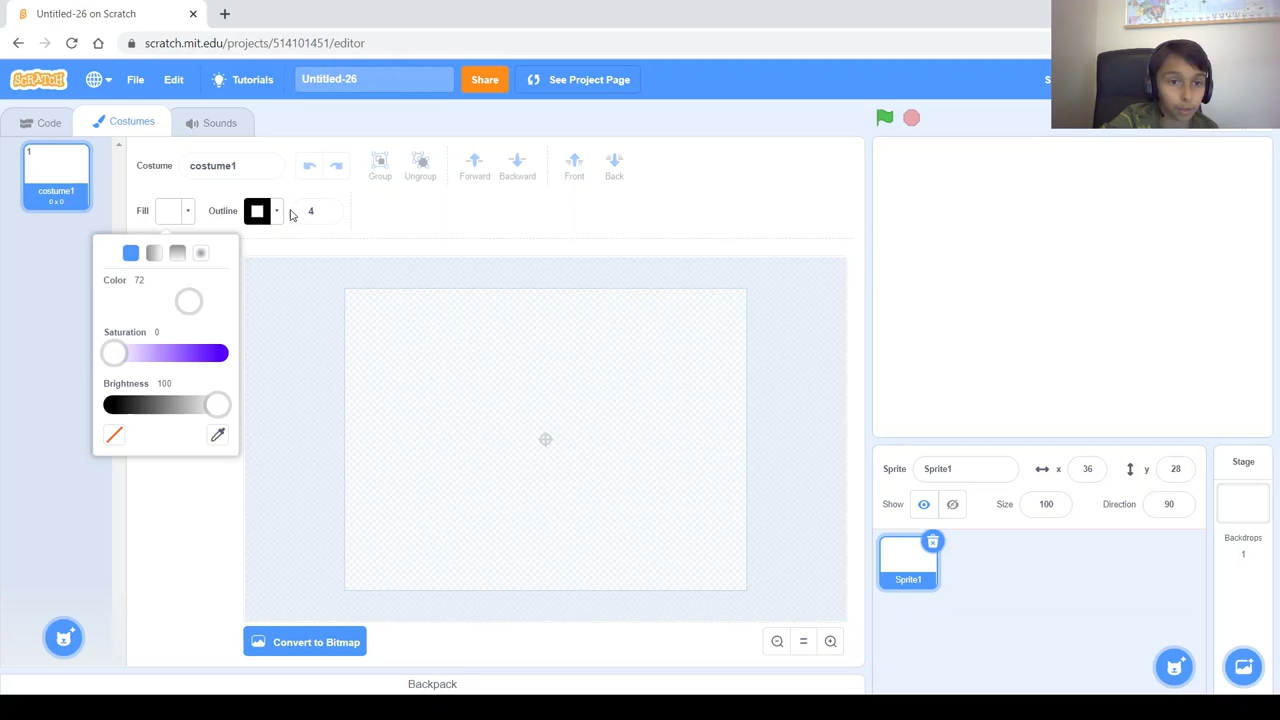 Untitled-26 on Scratch
scratch.mit.edu/projects/514101451/editor
SCRATCH
File
Edit
Tutorials
Untitled-26
Share
See Project Page
S
Code
Costumes
Sounds
1
costume1
0 x 0
Costume
costume1
Group
Ungroup
Forward
Backward
Front
Back
Fill
Outline
4
Color 72
Saturation 0
Brightness 100
Convert to Bitmap
Backpack
Sprite
Sprite1
x
36
y
28
Show
Size
100
Direction
90
Sprite1
Stage
Backdrops
1